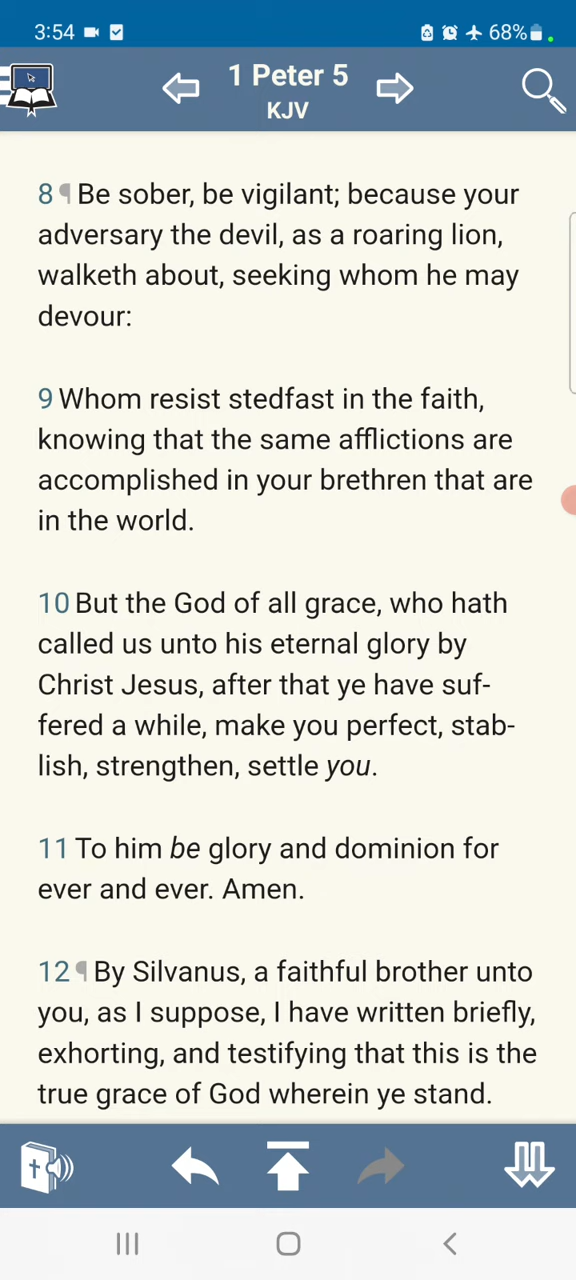 3:54 68%
1 Peter 5
KJV
8 ¶ Be sober, be vigilant; because your
adversary the devil, as a roaring lion,
walketh about, seeking whom he may
devour:
9 Whom resist stedfast in the faith,
knowing that the same afflictions are
accomplished in your brethren that are
in the world.
10 But the God of all grace, who hath
called us unto his eternal glory by
Christ Jesus, after that ye have suf-
fered a while, make you perfect, stab-
lish, strengthen, settle you.
11 To him be glory and dominion for
ever and ever. Amen.
12 ¶ By Silvanus, a faithful brother unto
you, as I suppose, I have written briefly,
exhorting, and testifying that this is the
true grace of God wherein ye stand.